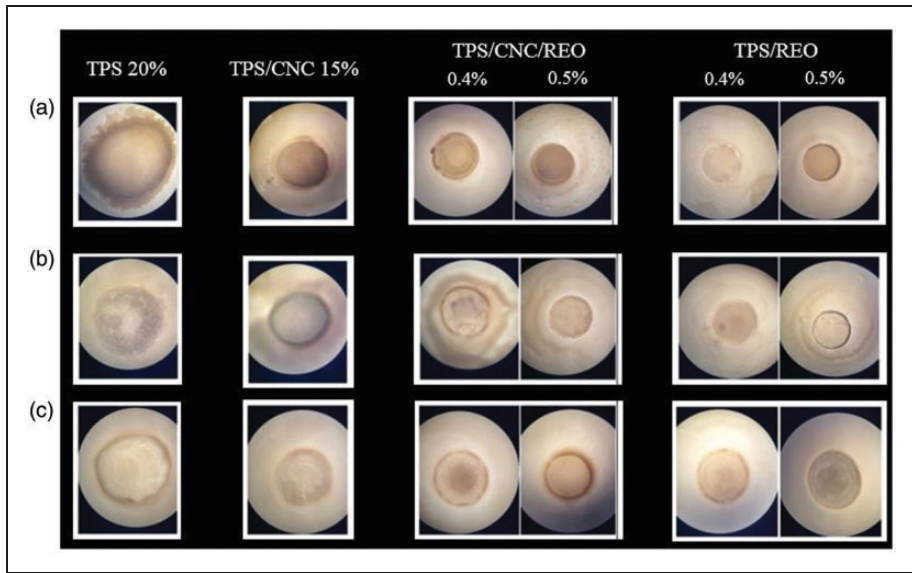 TPS 20%
TPS/CNC 15%
TPS/CNC/REO
0.4% 0.5%
TPS/REO
0.4% 0.5%
(a)
(b)
(c)